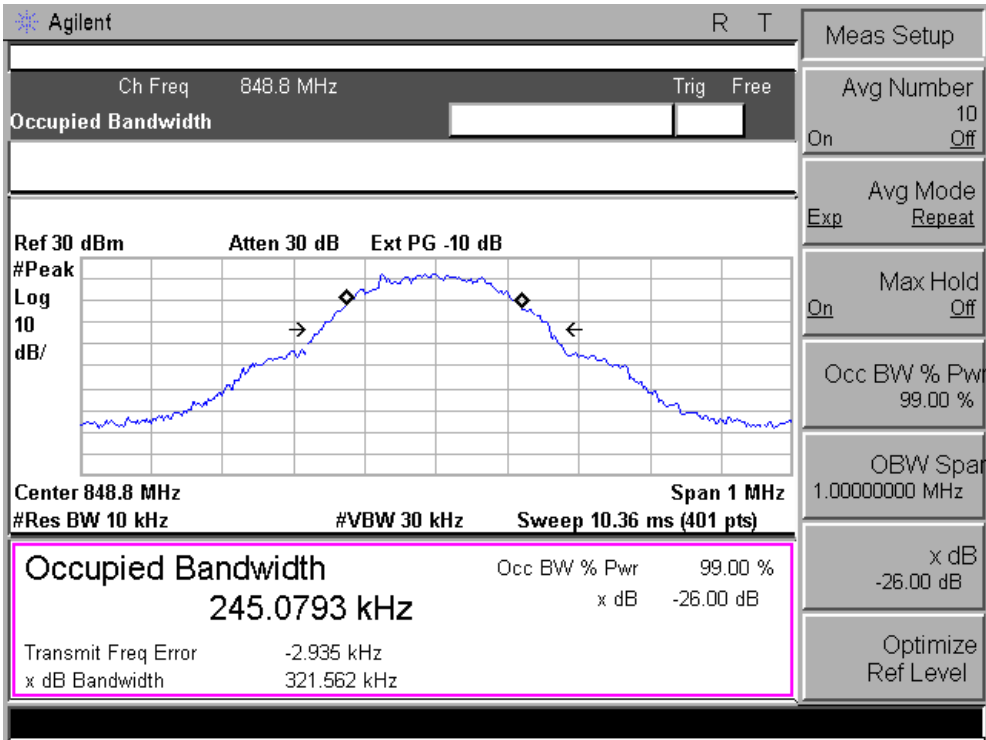 Agilent R T
Ch Freq 848.8 MHz Trig Free
Occupied Bandwidth
Ref 30 dBm Atten 30 dB Ext PG -10 dB
#Peak
Log
10
dB/
Center 848.8 MHz Span 1 MHz
#Res BW 10 kHz #VBW 30 kHz Sweep 10.36 ms (401 pts)
Occupied Bandwidth Occ BW % Pwr 99.00 %
245.0793 kHz x dB -26.00 dB
Transmit Freq Error -2.935 kHz
x dB Bandwidth 321.562 kHz
Meas Setup
Avg Number
10
On Off
Avg Mode
Exp Repeat
Max Hold
On Off
Occ BW % Pwr
99.00 %
OBW Span
1.00000000 MHz
x dB
-26.00 dB
Optimize
Ref Level